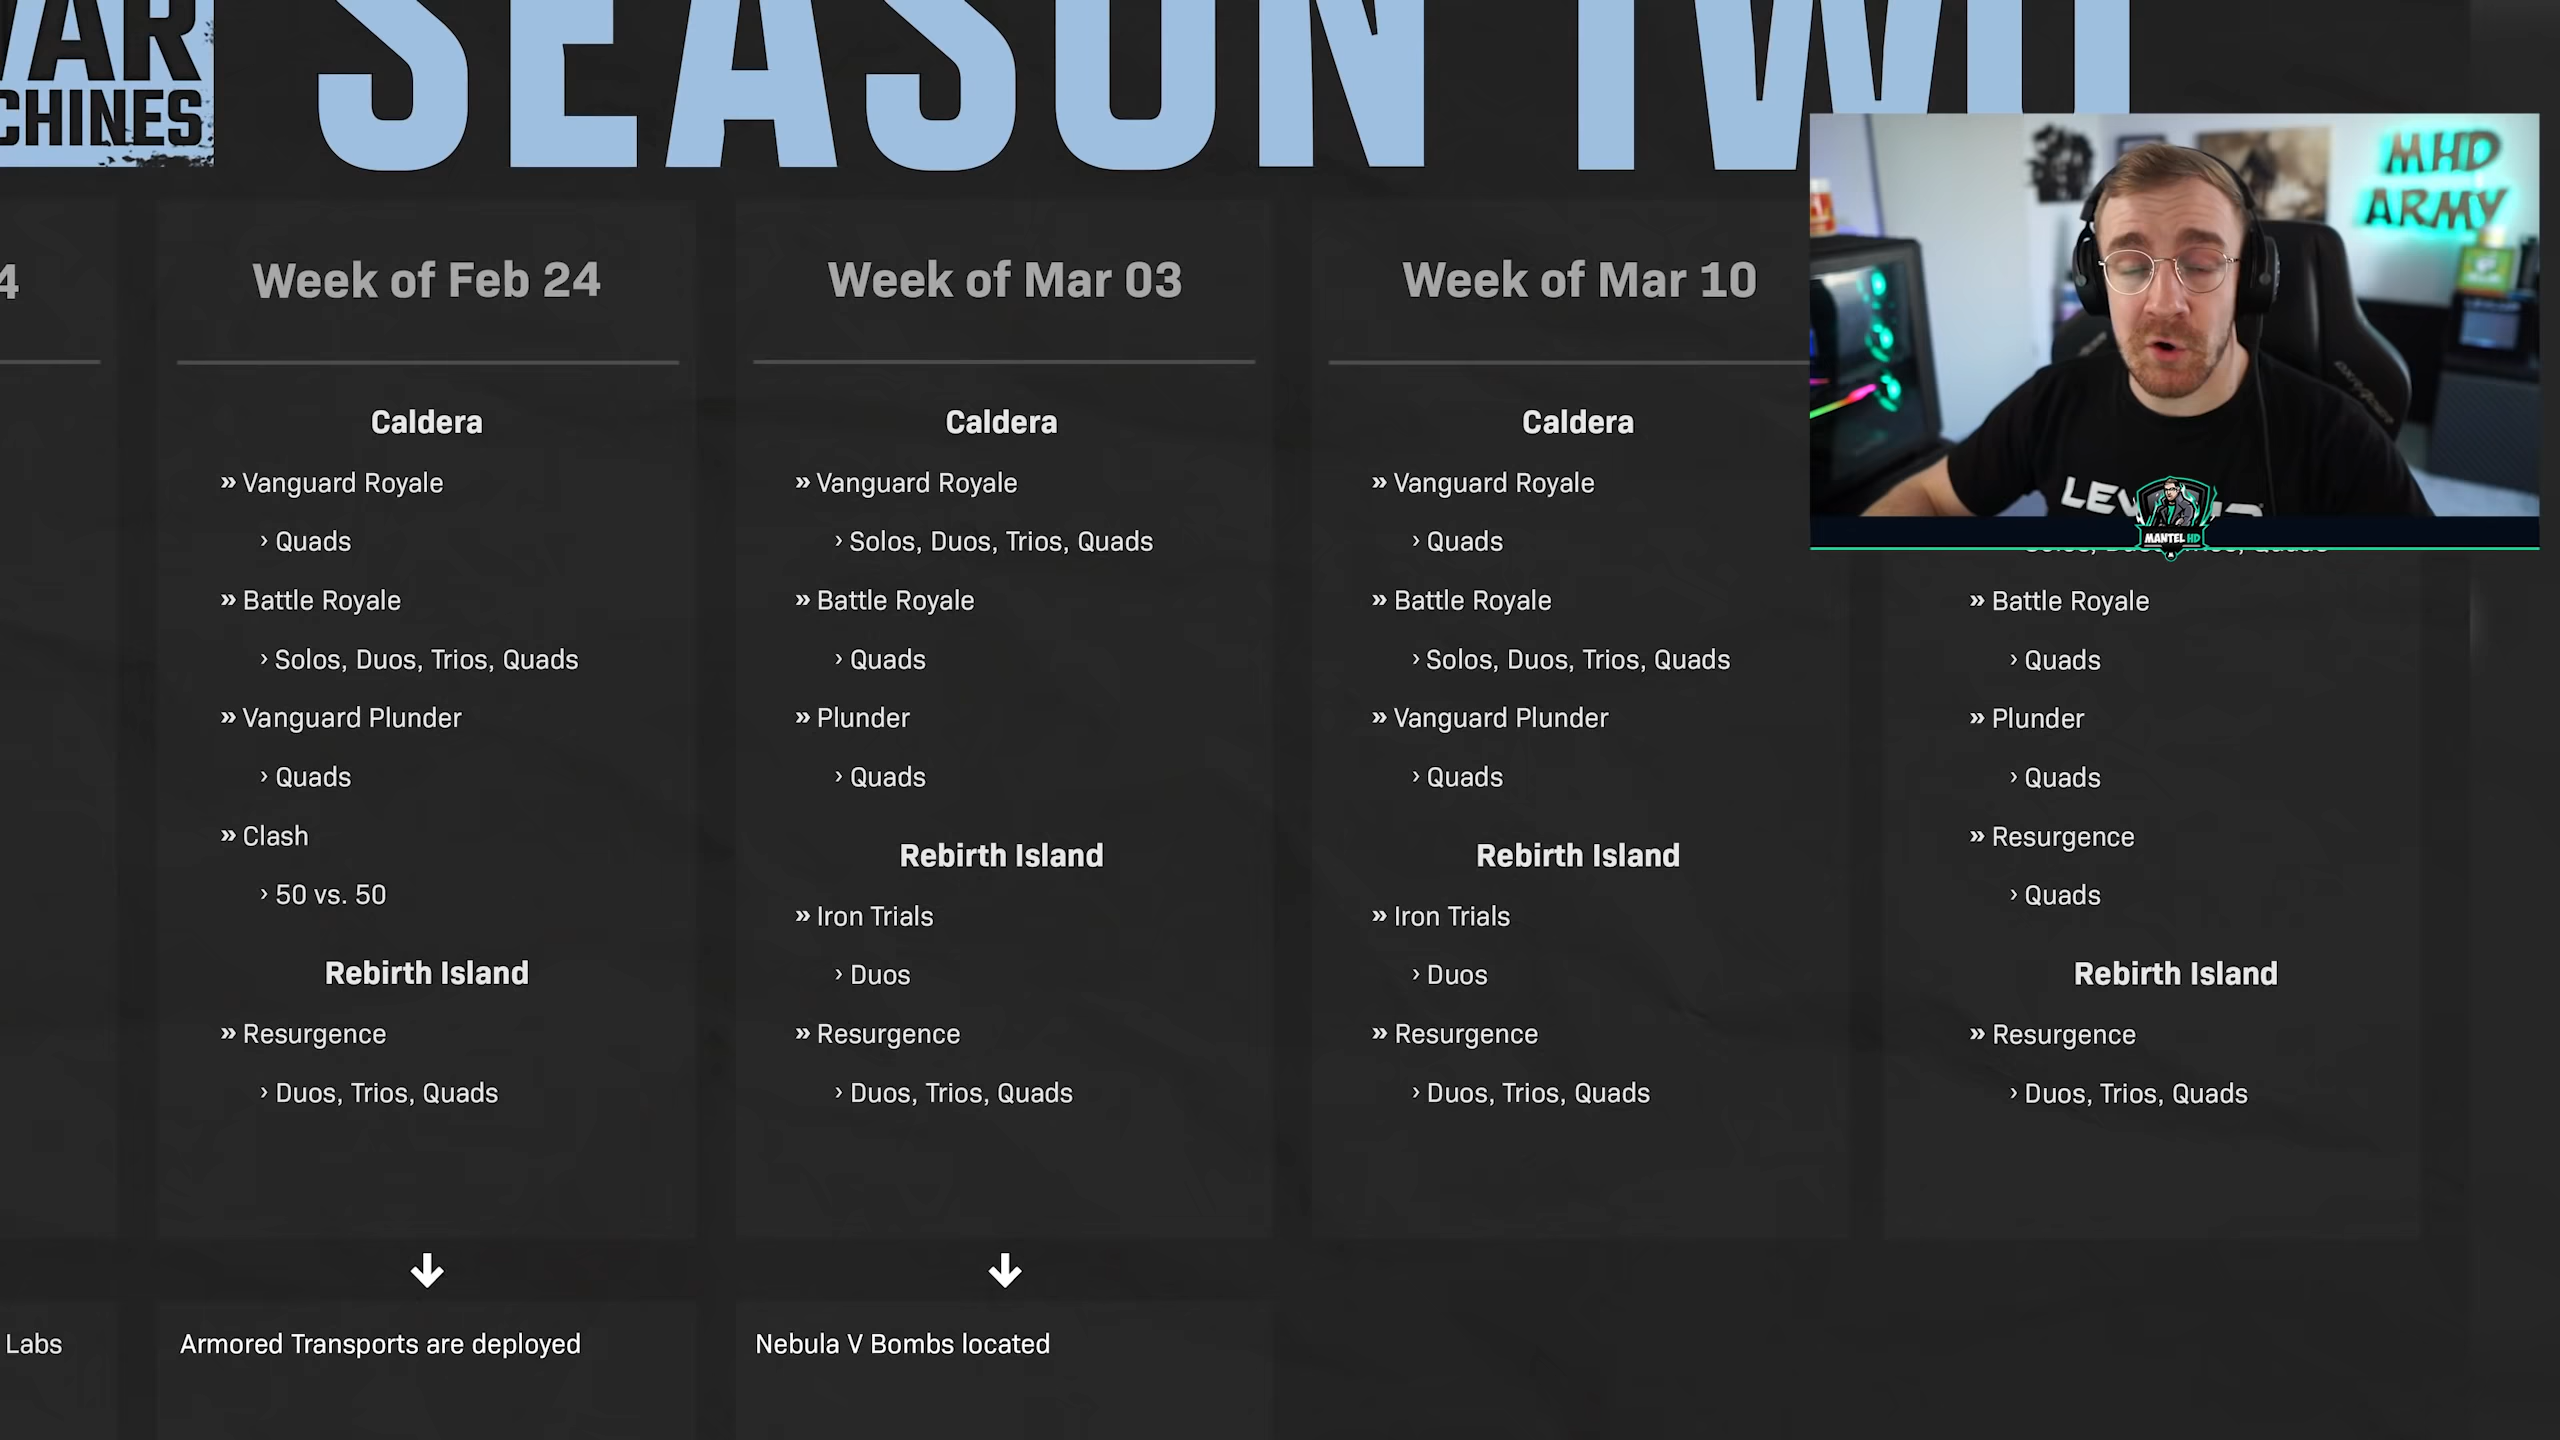 WAR
CHINES
SEASON TWO
4
Week of Feb 24
Caldera
» Vanguard Royale
› Quads
» Battle Royale
› Solos, Duos, Trios, Quads
» Vanguard Plunder
› Quads
» Clash
› 50 vs. 50
Rebirth Island
» Resurgence
› Duos, Trios, Quads
Week of Mar 03
Caldera
» Vanguard Royale
› Solos, Duos, Trios, Quads
» Battle Royale
› Quads
» Plunder
› Quads
Rebirth Island
» Iron Trials
› Duos
» Resurgence
› Duos, Trios, Quads
Week of Mar 10
Caldera
» Vanguard Royale
› Quads
» Battle Royale
› Solos, Duos, Trios, Quads
» Vanguard Plunder
› Quads
Rebirth Island
» Iron Trials
› Duos
» Resurgence
› Duos, Trios, Quads
MHD
ARMY
MANTEL HD
» Battle Royale
› Quads
» Plunder
› Quads
» Resurgence
› Quads
Rebirth Island
» Resurgence
› Duos, Trios, Quads
Labs
Armored Transports are deployed
Nebula V Bombs located